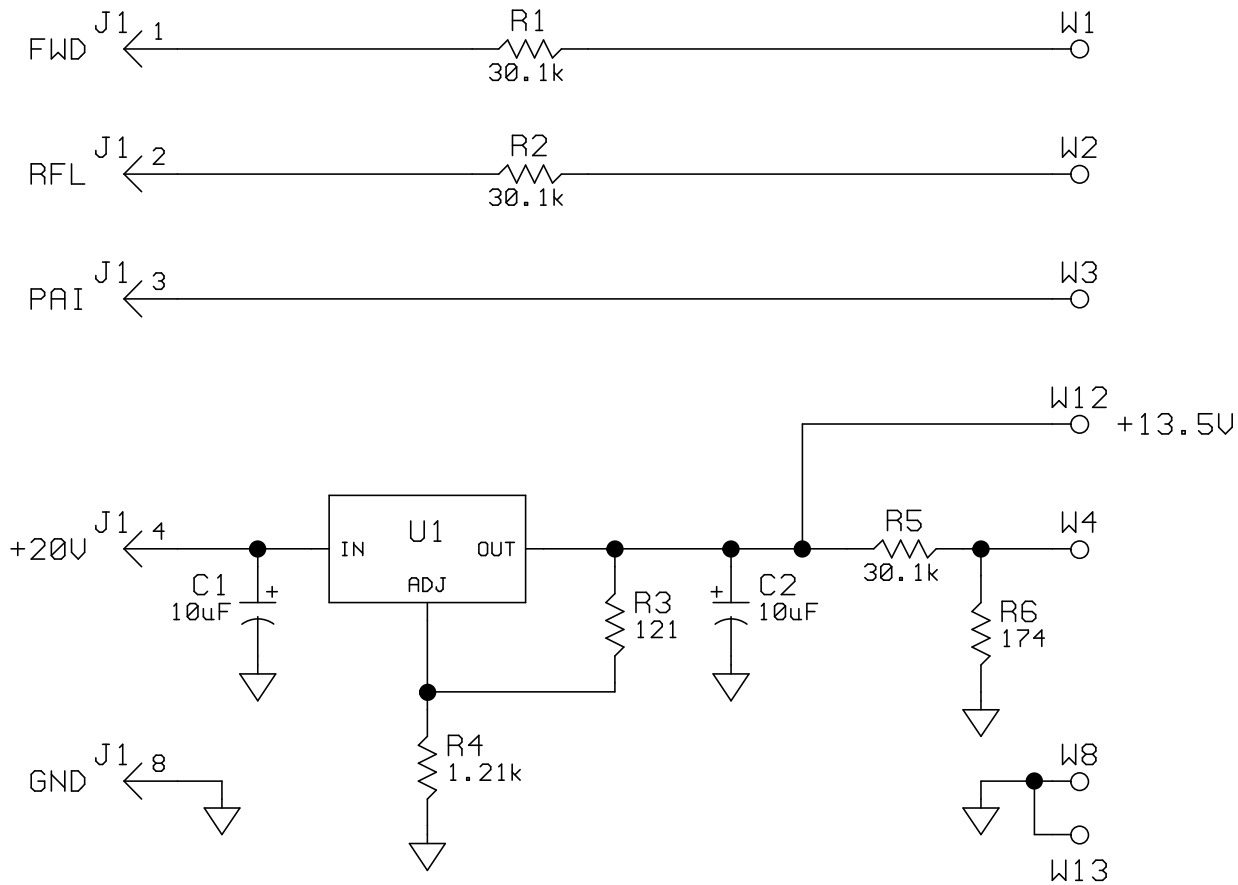 J1 1 R1 W1
FWD
30.1k
J1 2 R2 W2
RFL
30.1k
J1 3 W3
PAI
W12
+13.5V
J1 4 U1 R5 W4
+20V IN OUT
30.1k
ADJ
C1 +
10uF
R3
121
+ C2
10uF
R6
174
R4
1.21k
J1 8 W8
GND
W13